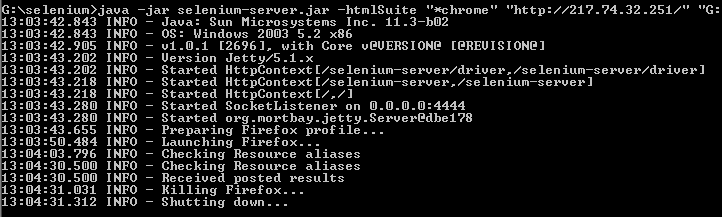 G:\selenium>java -jar selenium-server.jar -htmlSuite "*chrome" "http://217.74.32.251/" "G:
13:03:42.843 INFO - Java: Sun Microsystems Inc. 11.3-b02
13:03:42.843 INFO - OS: Windows 2003 5.2 x86
13:03:42.905 INFO - v1.0.1 [2696], with Core v@VERSION@ [@REVISION@]
13:03:43.202 INFO - Version Jetty/5.1.x
13:03:43.202 INFO - Started HttpContext[/selenium-server/driver,/selenium-server/driver]
13:03:43.218 INFO - Started HttpContext[/selenium-server,/selenium-server]
13:03:43.218 INFO - Started HttpContext[/,/]
13:03:43.280 INFO - Started SocketListener on 0.0.0.0:4444
13:03:43.280 INFO - Started org.mortbay.jetty.Server@dbe178
13:03:43.655 INFO - Preparing Firefox profile...
13:03:50.484 INFO - Launching Firefox...
13:04:03.796 INFO - Checking Resource aliases
13:04:30.500 INFO - Checking Resource aliases
13:04:30.500 INFO - Received posted results
13:04:31.031 INFO - Killing Firefox...
13:04:31.312 INFO - Shutting down...